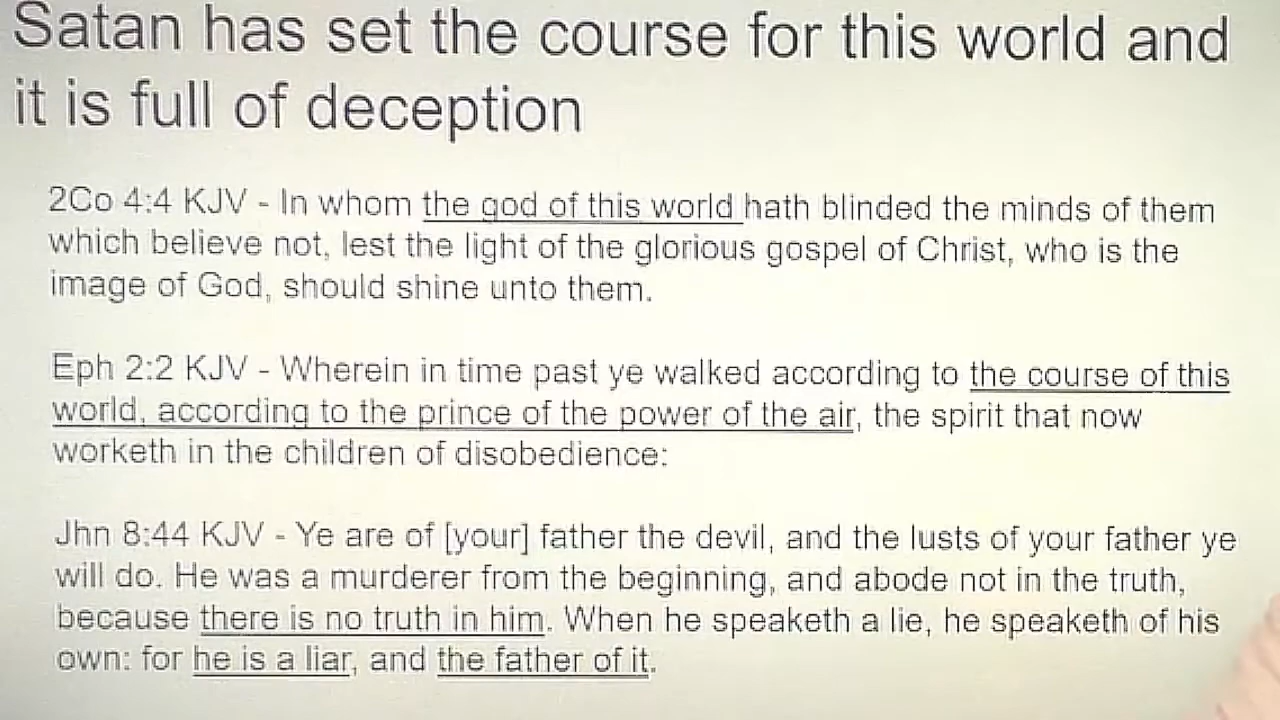 Satan has set the course for this world and
it is full of deception
2Co 4:4 KJV - In whom the god of this world hath blinded the minds of them
which believe not, lest the light of the glorious gospel of Christ, who is the
image of God, should shine unto them.
Eph 2:2 KJV - Wherein in time past ye walked according to the course of this
world, according to the prince of the power of the air, the spirit that now
worketh in the children of disobedience:
Jhn 8:44 KJV - Ye are of [your] father the devil, and the lusts of your father ye
will do. He was a murderer from the beginning, and abode not in the truth,
because there is no truth in him. When he speaketh a lie, he speaketh of his
own: for he is a liar, and the father of it.